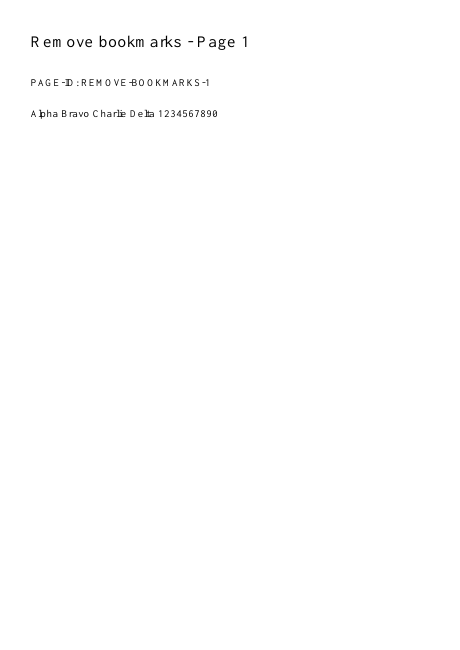 Remove bookmarks - Page 1
PAGE-ID: REMOVE-BOOKMARKS-1
Alpha Bravo Charlie Delta 1234567890